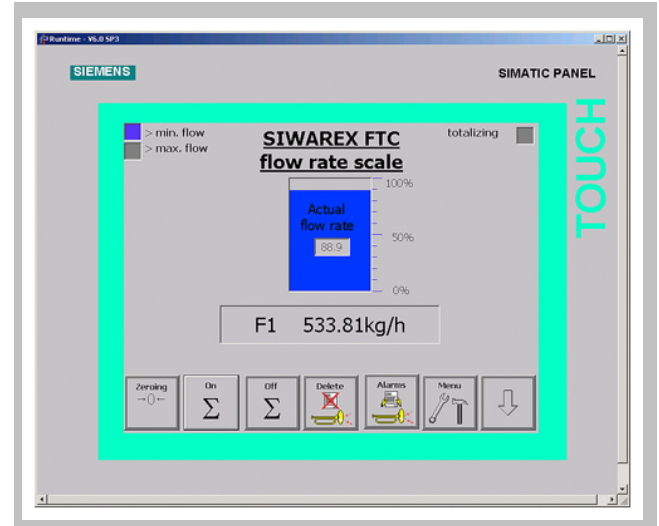 Runtime - V6.0 SP3
SIEMENS
SIMATIC PANEL
TOUCH
> min. flow
> max. flow
SIWAREX FTC
flow rate scale
totalizing
100%
Actual
flow rate
88.9
50%
0%
F1 533.81kg/h
Zeroing
→0←
On
Σ
Off
Σ
Delete
Alarms
Menu